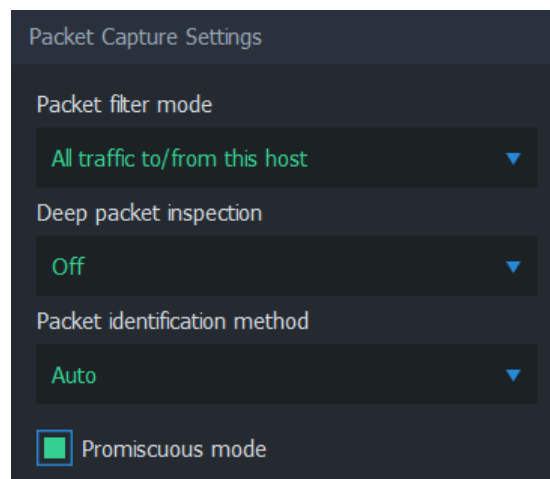 Packet Capture Settings
Packet filter mode
All traffic to/from this host
Deep packet inspection
Off
Packet identification method
Auto
Promiscuous mode